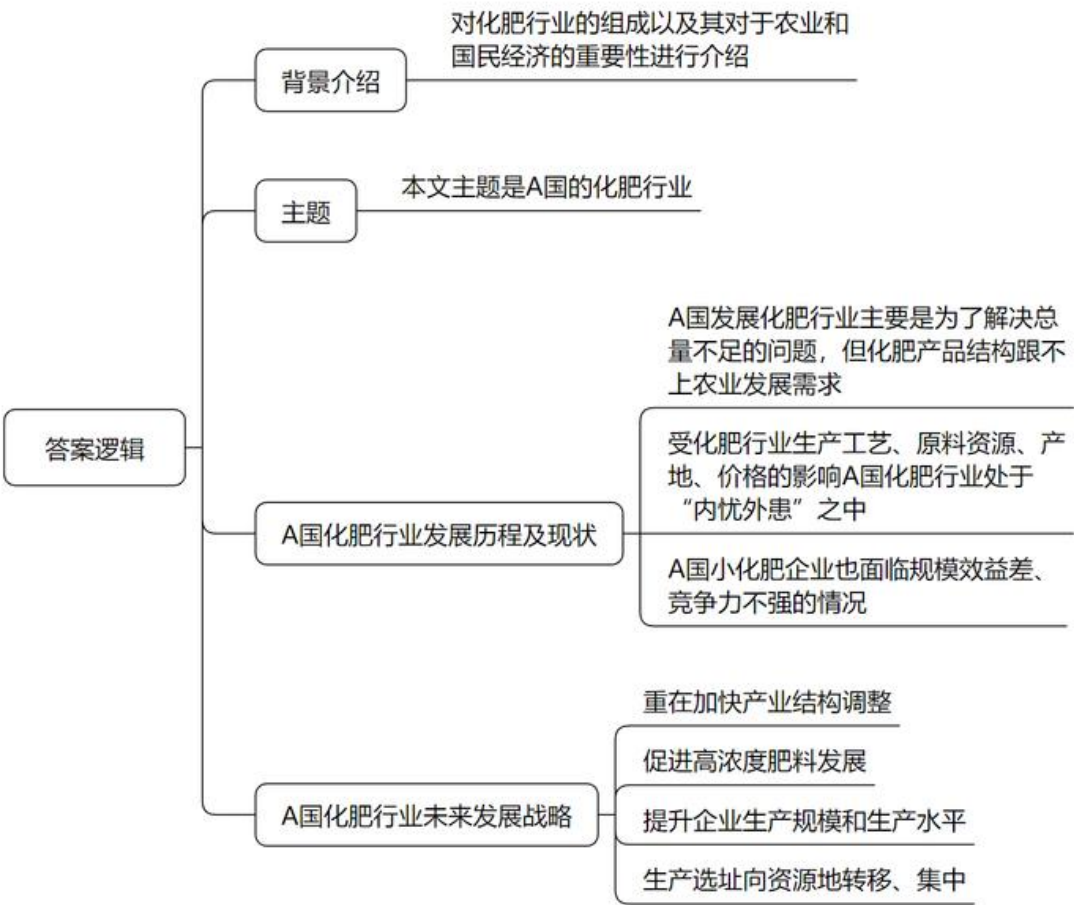 对化肥行业的组成以及其对于农业和
国民经济的重要性进行介绍
背景介绍
本文主题是A国的化肥行业
主题
A国发展化肥行业主要是为了解决总
量不足的问题，但化肥产品结构跟不
上农业发展需求
答案逻辑
受化肥行业生产工艺、原料资源、产
地、价格的影响A国化肥行业处于
“内忧外患”之中
A国化肥行业发展历程及现状
A国小化肥企业也面临规模效益差、
竞争力不强的情况
重在加快产业结构调整
促进高浓度肥料发展
A国化肥行业未来发展战略
提升企业生产规模和生产水平
生产选址向资源地转移、集中